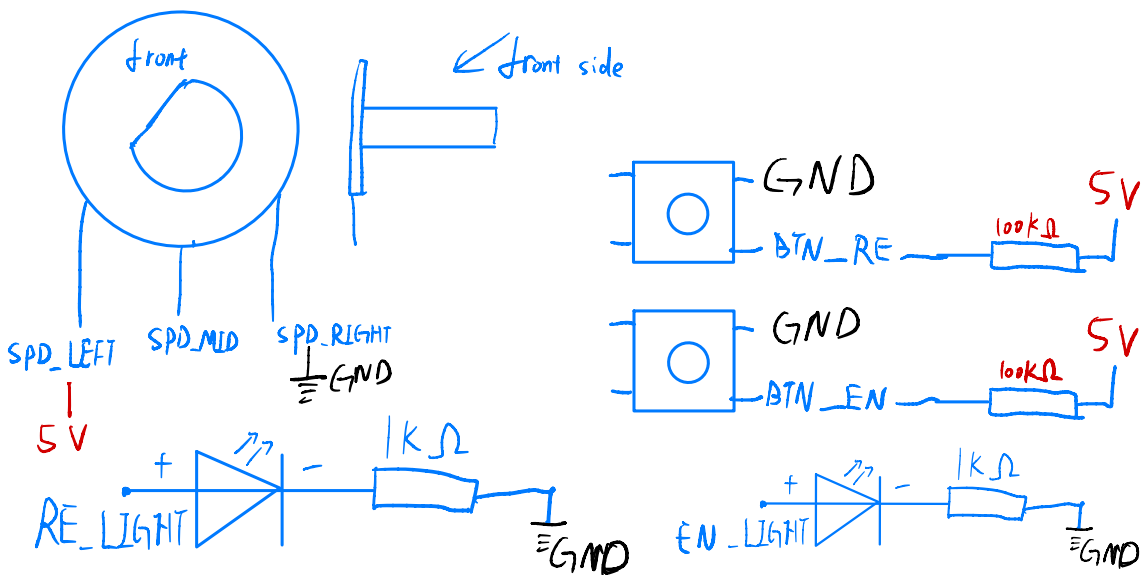 front
front side
SPD_LEFT
SPD_MID
SPD_RIGHT
GND
5V
GND
BTN_RE
100KΩ
5V
GND
BTN_EN
100KΩ
5V
RE_LIGHT
+
-
1KΩ
GND
EN_LIGHT
+
-
1KΩ
GND